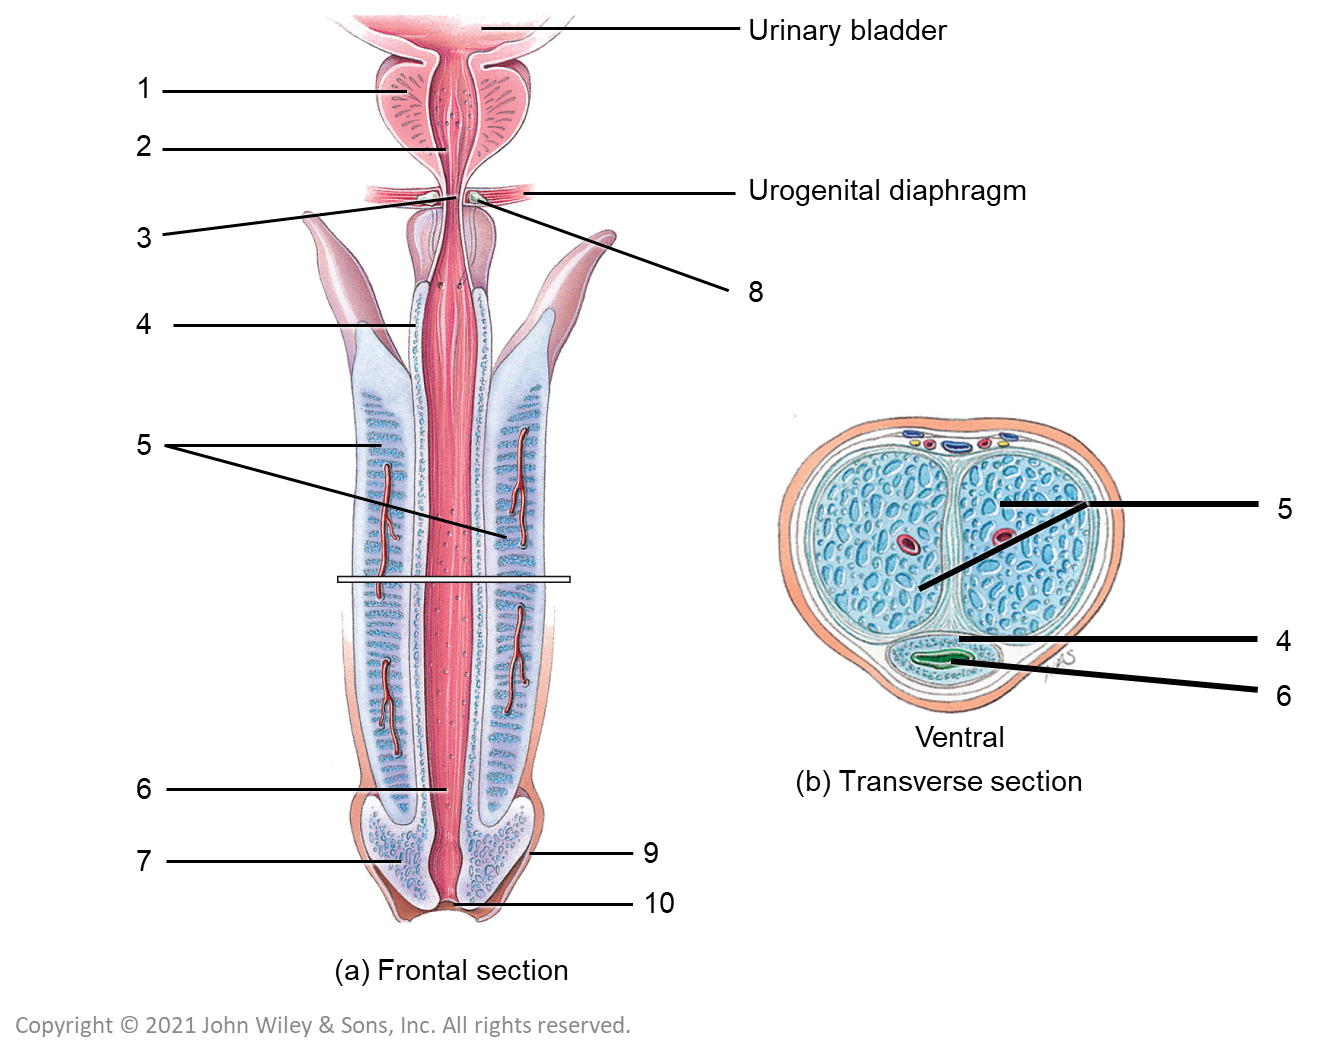 Urinary bladder
1
2
Urogenital diaphragm
3
8
4
5
5
4
6
Ventral
(b) Transverse section
6
7
9
10
(a) Frontal section
Copyright © 2021 John Wiley & Sons, Inc. All rights reserved.